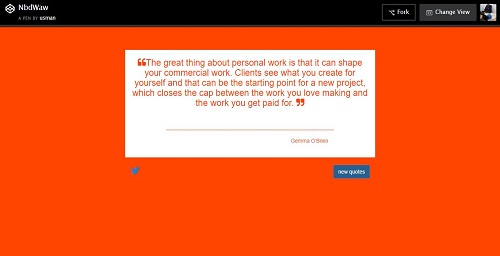 NbdWaw
A PEN BY usman
Fork
Change View
❝The great thing about personal work is that it can shape
your commercial work. Clients see what you create for
yourself and that can be the starting point for a new project,
which closes the cap between the work you love making and
the work you get paid for. ❞
Gemma O'Brien
new quotes